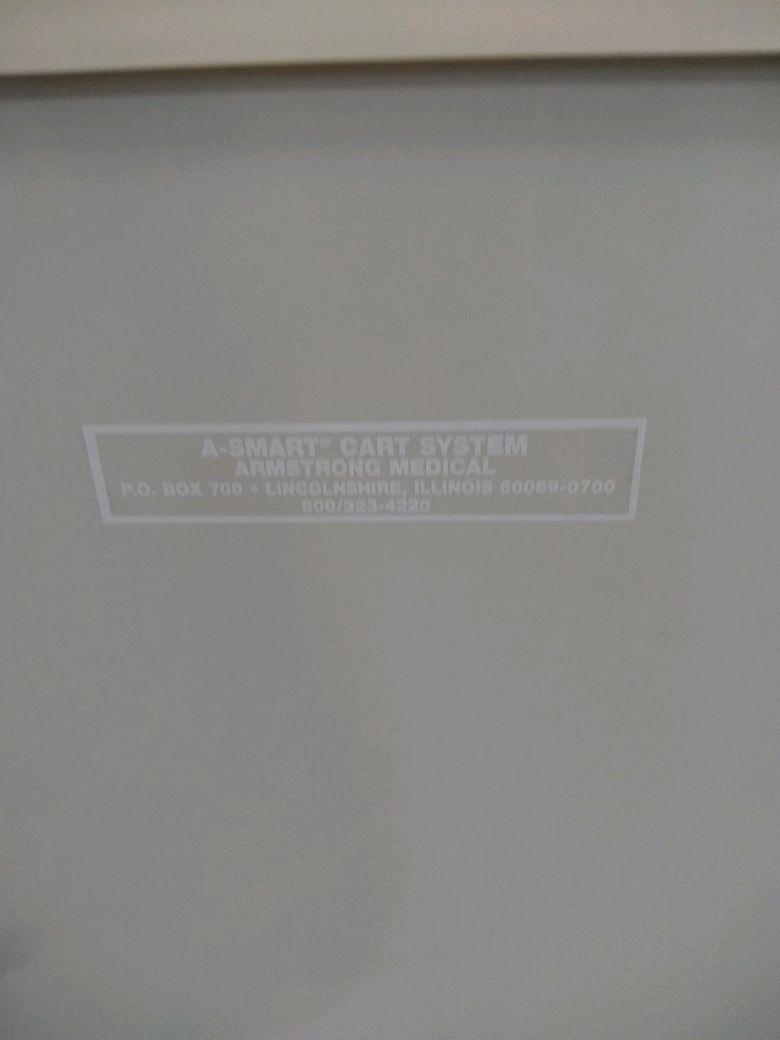 A-SMART® CART SYSTEM
ARMSTRONG MEDICAL
P.O. BOX 700 • LINCOLNSHIRE, ILLINOIS 60069-0700
800/323-4220